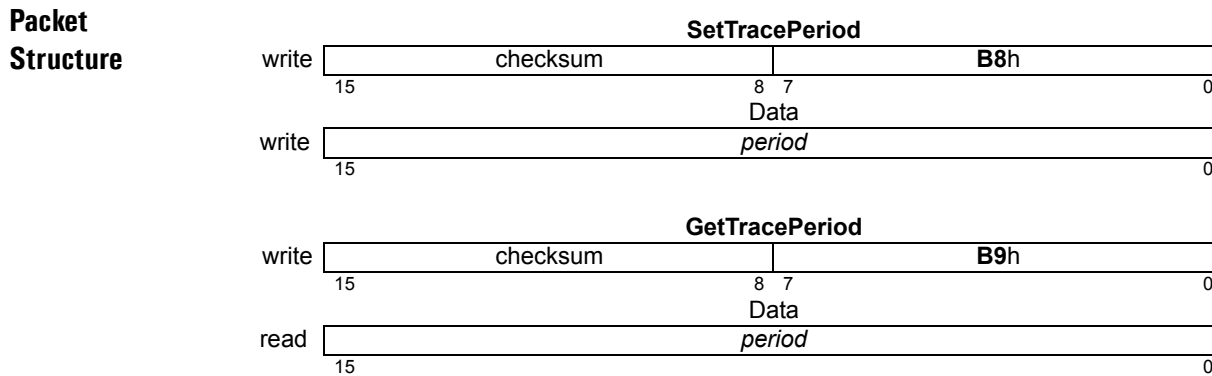 Packet
Structure
SetTracePeriod
write checksum B8h
15 8 7 0
Data
write period
15 0
GetTracePeriod
write checksum B9h
15 8 7 0
Data
read period
15 0